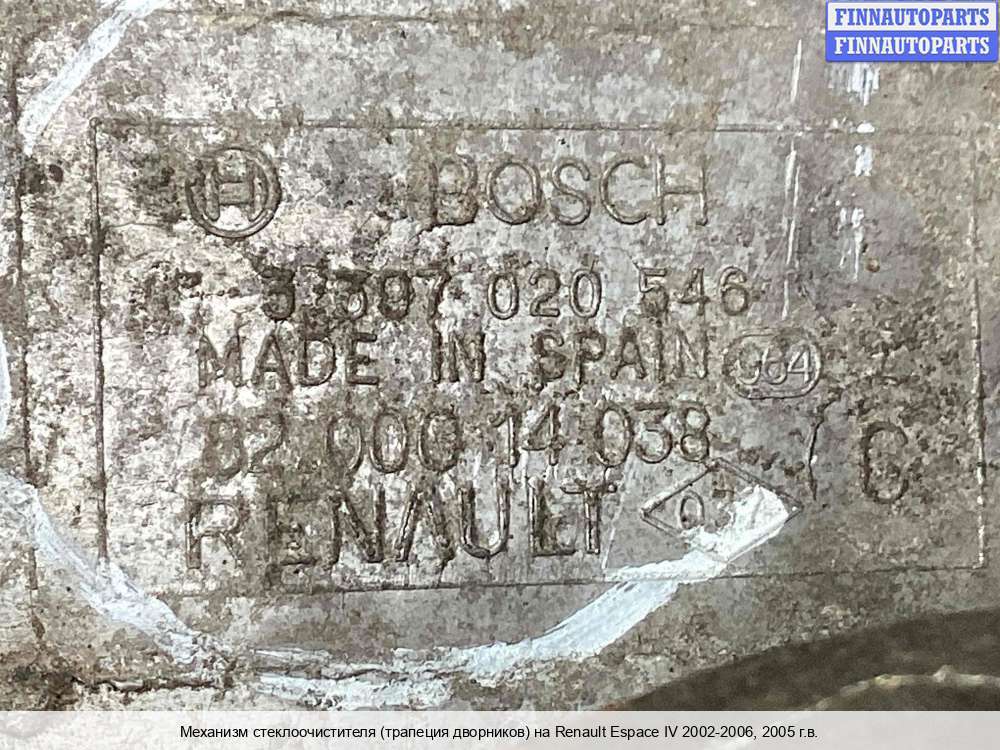 FINNAUTOPARTS
FINNAUTOPARTS
BOSCH
3 397 020 546
MADE IN SPAIN
82 000 14 038
RENAULT
C
Механизм стеклоочистителя (трапеция дворников) на Renault Espace IV 2002-2006, 2005 г.в.